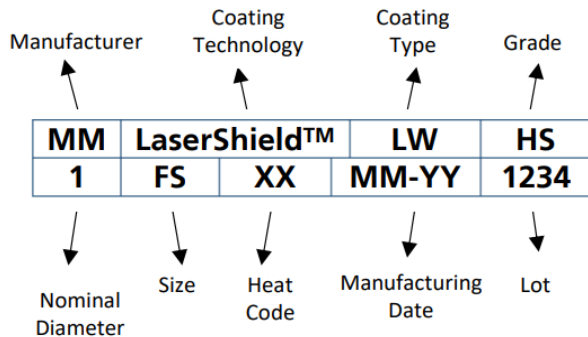 Manufacturer
Coating Technology
Coating Type
Grade
MM LaserShield™ LW HS
1 FS XX MM-YY 1234
Nominal Diameter
Size
Heat Code
Manufacturing Date
Lot